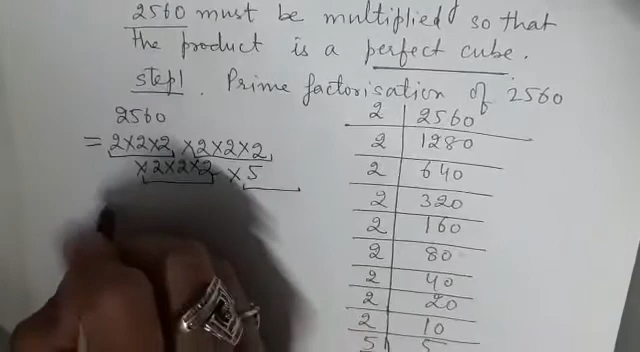 2560 must be multiplied so that
the product is a perfect cube.
step1. Prime factorisation of 2560
2560
= 2×2×2 ×2×2×2
×2×2×2 ×5
2 | 2560
2 | 1280
2 | 640
2 | 320
2 | 160
2 | 80
2 | 40
2 | 20
2 | 10
5 | 5